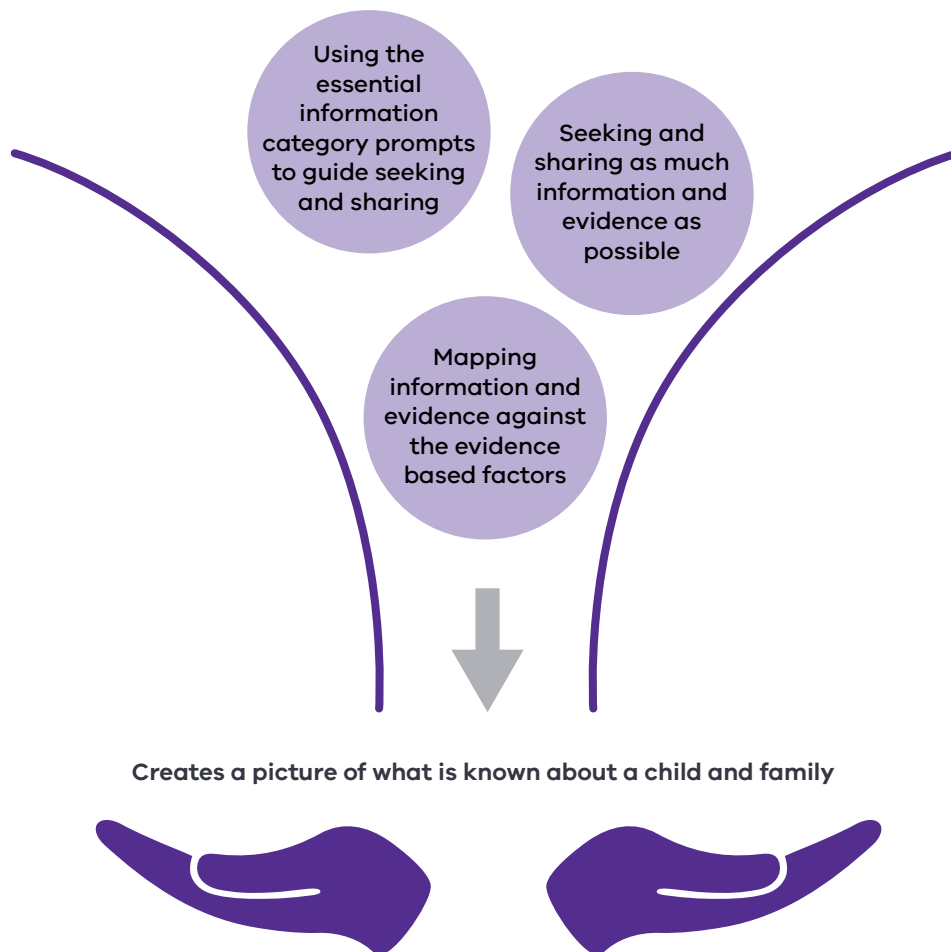 Using the
essential
information
category prompts
to guide seeking
and sharing
Seeking and
sharing as much
information and
evidence as
possible
Mapping
information and
evidence against
the evidence
based factors
Creates a picture of what is known about a child and family